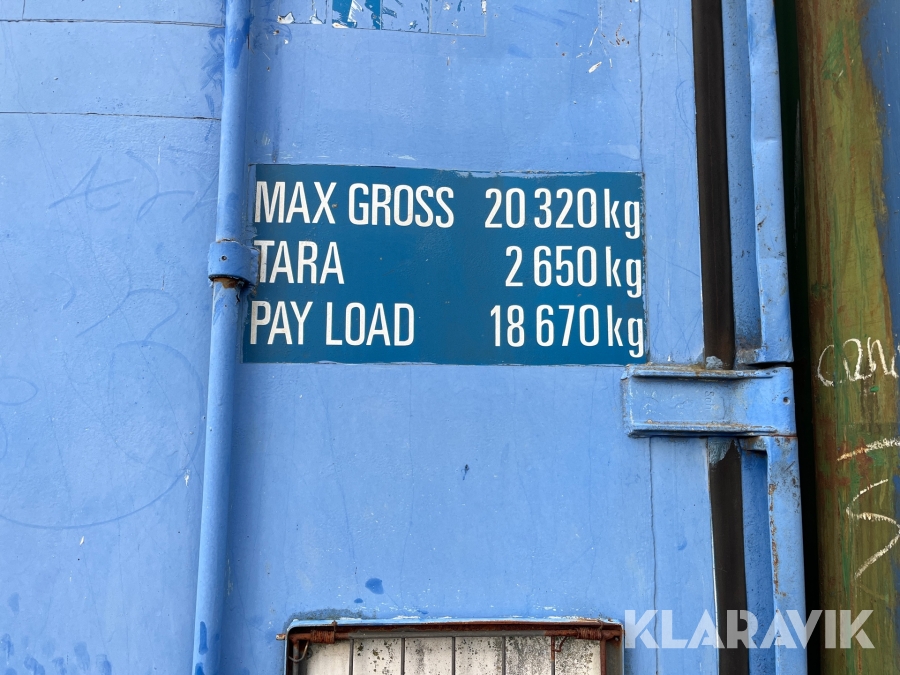 MAX GROSS 20 320 kg
TARA 2 650 kg
PAY LOAD 18 670 kg
KLARAVIK